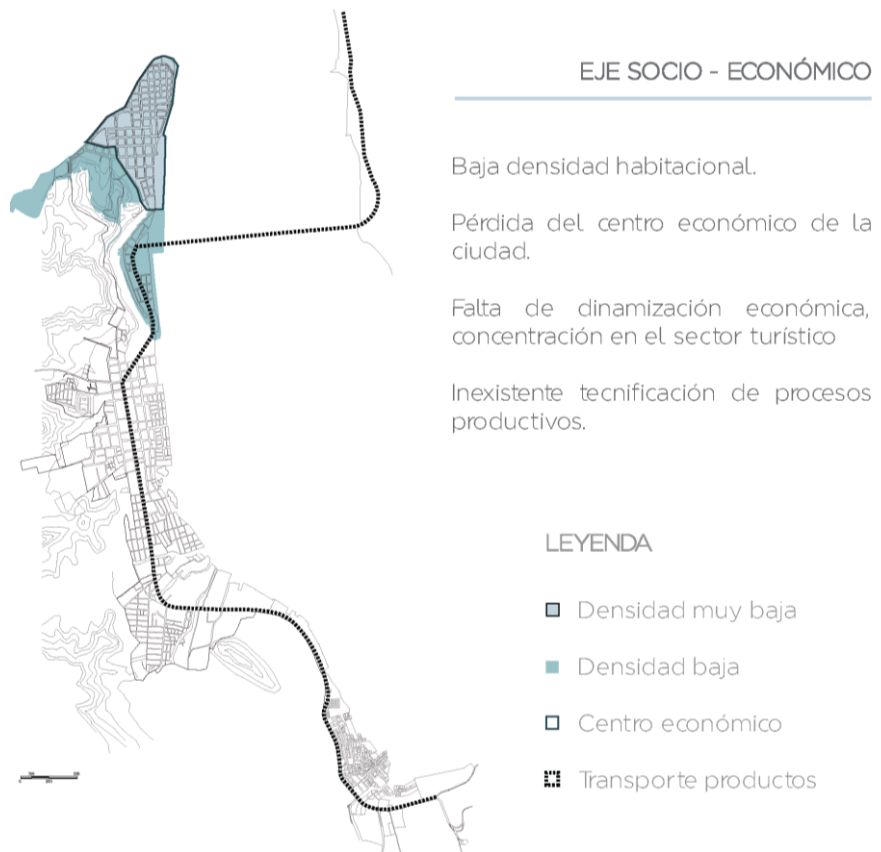 EJE SOCIO - ECONÓMICO
Baja densidad habitacional.
Pérdida del centro económico de la
ciudad.
Falta de dinamización económica,
concentración en el sector turístico
Inexistente tecnificación de procesos
productivos.
LEYENDA
Densidad muy baja
Densidad baja
Centro económico
Transporte productos